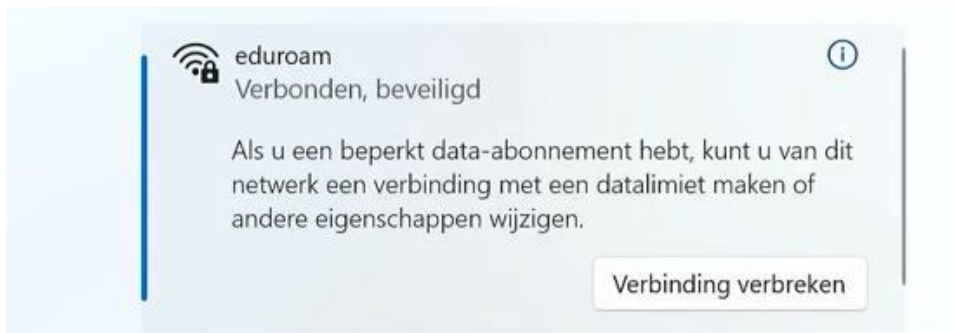 eduroam
Verbonden, beveiligd
Als u een beperkt data-abonnement hebt, kunt u van dit
netwerk een verbinding met een datalimiet maken of
andere eigenschappen wijzigen.
Verbinding verbreken